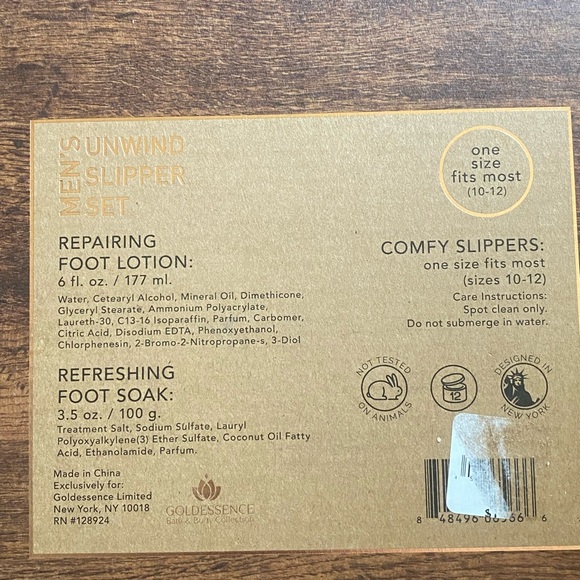 MEN'S
UNWIND
SLIPPER
SET
one
size
fits most
(10-12)
REPAIRING
FOOT LOTION:
6 fl. oz. / 177 ml.
Water, Cetearyl Alcohol, Mineral Oil, Dimethicone,
Glyceryl Stearate, Ammonium Polyacrylate,
Laureth-30, C13-16 Isoparaffin, Parfum, Carbomer,
Citric Acid, Disodium EDTA, Phenoxyethanol,
Chlorphenesin, 2-Bromo-2-Nitropropane-s, 3-Diol
REFRESHING
FOOT SOAK:
3.5 oz. / 100 g.
Treatment Salt, Sodium Sulfate, Lauryl
Polyoxyalkylene(3) Ether Sulfate, Coconut Oil Fatty
Acid, Ethanolamide, Parfum.
Made in China
Exclusively for:
Goldessence Limited
New York, NY 10018
RN #128924
GOLDESSENCE
Bath & Body Collection
COMFY SLIPPERS:
one size fits most
(sizes 10-12)
Care Instructions:
Spot clean only.
Do not submerge in water.
NOT TESTED
ON ANIMALS
12
DESIGNED IN
NEW YORK
8 48496 06566 6